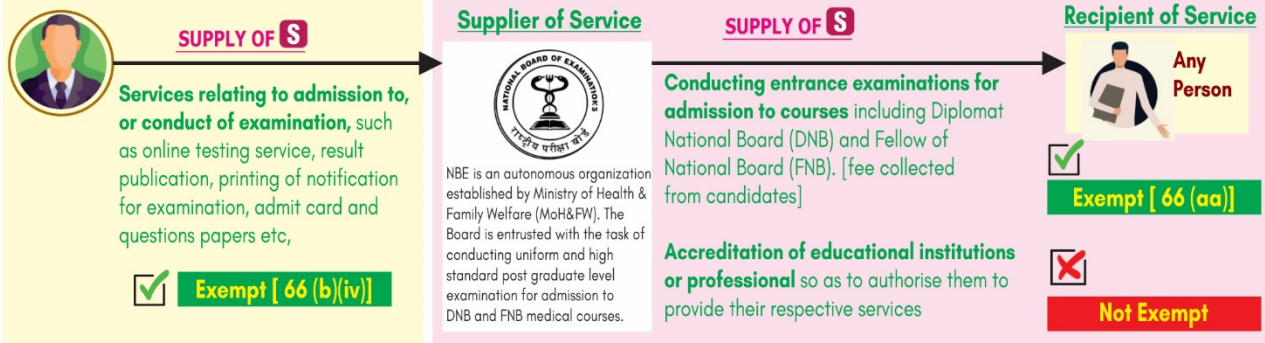 SUPPLY OF S
Services relating to admission to,
or conduct of examination, such
as online testing service, result
publication, printing of notification
for examination, admit card and
questions papers etc,
Exempt [ 66 (b)(iv)]
Supplier of Service
NATIONAL BOARD OF EXAMINATIONS
राष्ट्रीय परीक्षा बोर्ड
NBE is an autonomous organization
established by Ministry of Health &
Family Welfare (MoH&FW). The
Board is entrusted with the task of
conducting uniform and high
standard post graduate level
examination for admission to
DNB and FNB medical courses.
SUPPLY OF S
Conducting entrance examinations for
admission to courses including Diplomat
National Board (DNB) and Fellow of
National Board (FNB). [fee collected
from candidates]
Accreditation of educational institutions
or professional so as to authorise them to
provide their respective services
Recipient of Service
Any
Person
Exempt [ 66 (aa)]
Not Exempt